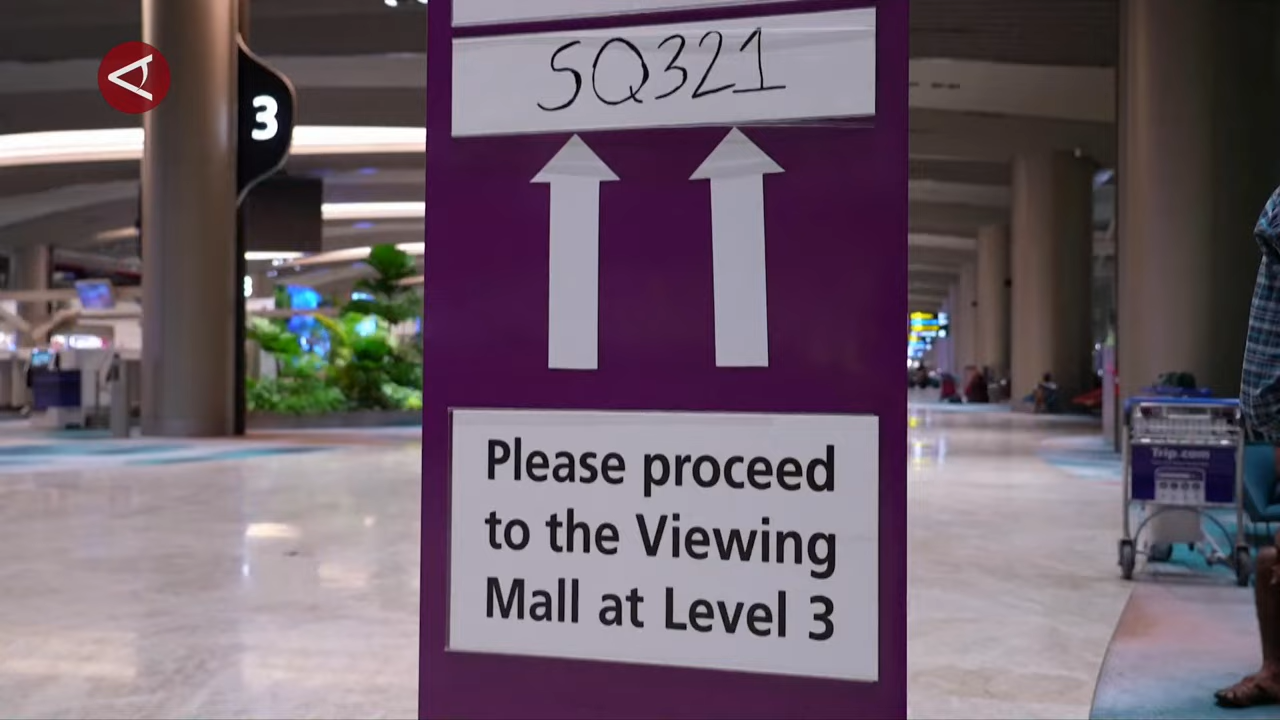 3
SQ321
Please proceed
to the Viewing
Mall at Level 3
Trip.com